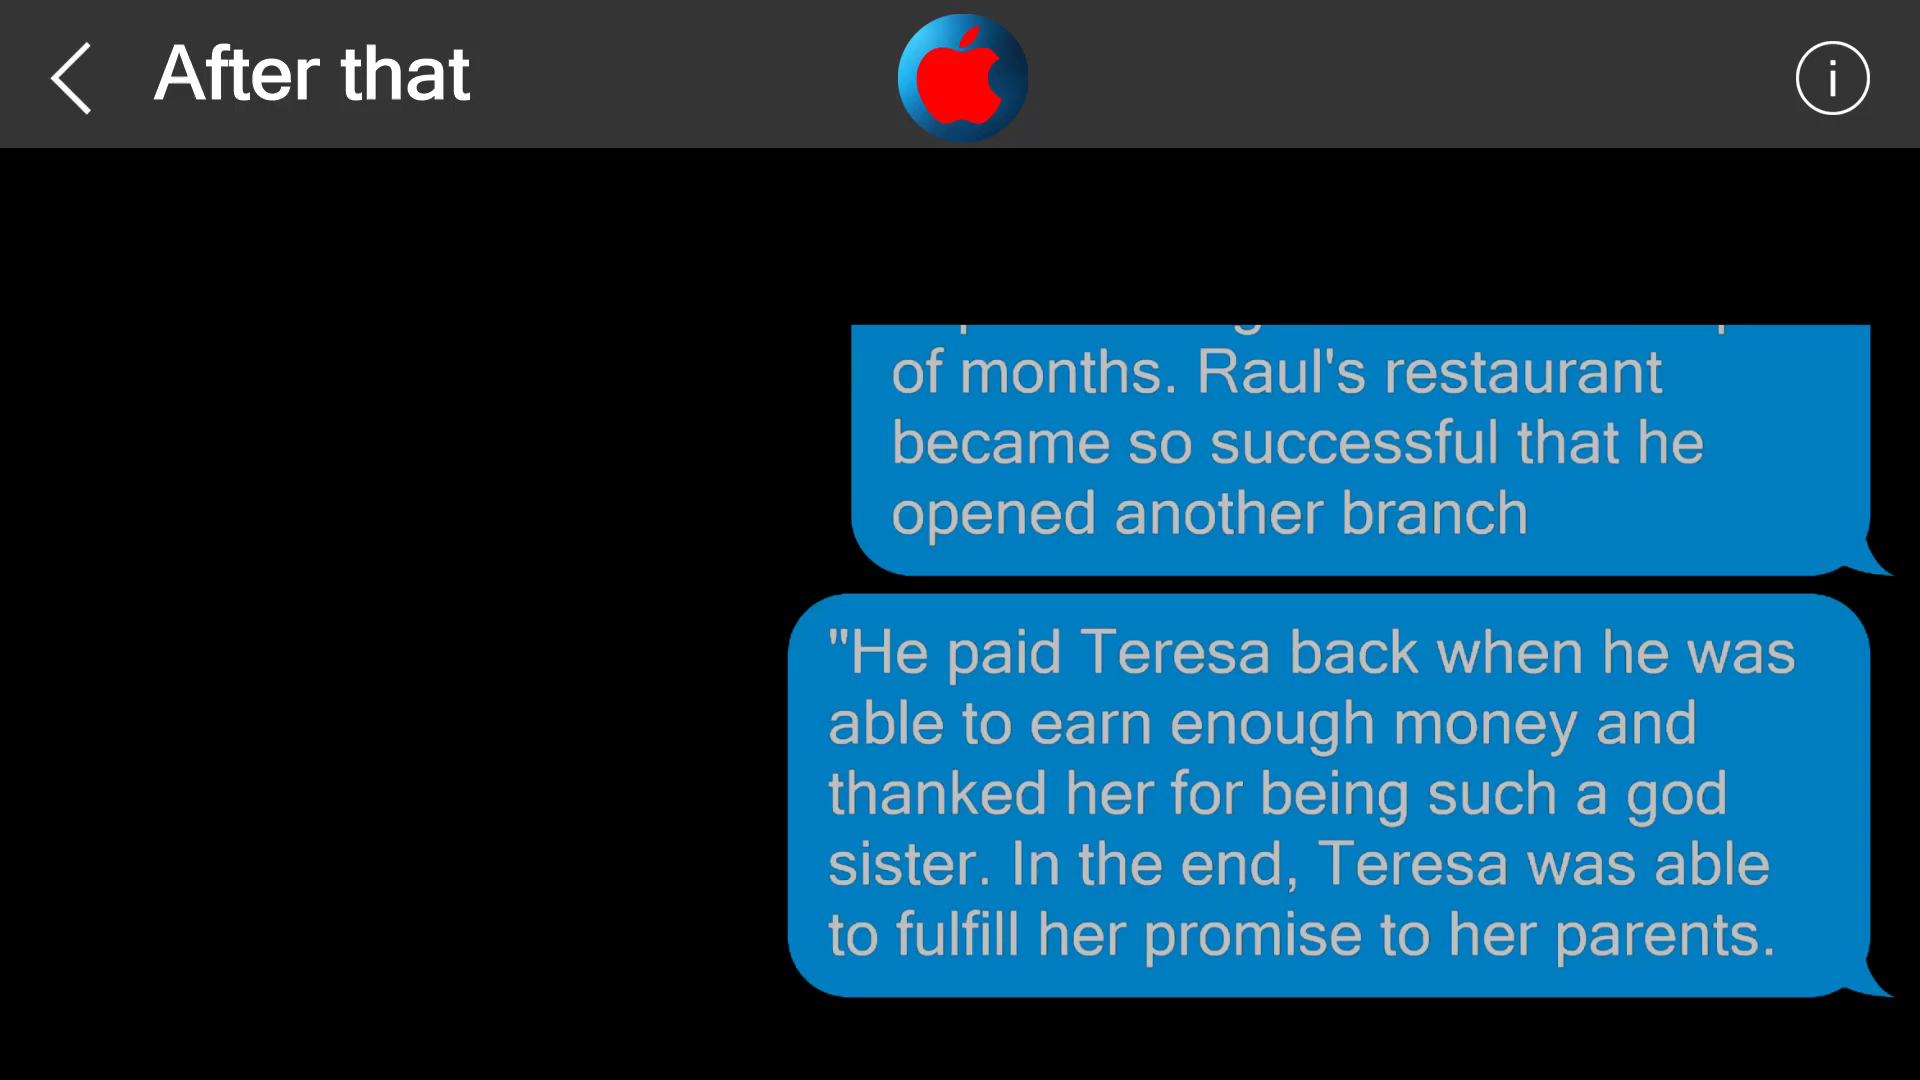 After that
i
of months. Raul's restaurant
became so successful that he
opened another branch
"He paid Teresa back when he was
able to earn enough money and
thanked her for being such a god
sister. In the end, Teresa was able
to fulfill her promise to her parents.